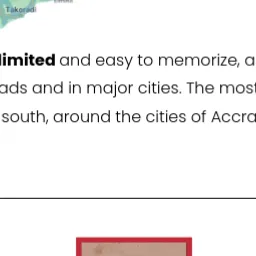 Takoradi
limited and easy to memorize, a
ads and in major cities. The most
south, around the cities of Accra